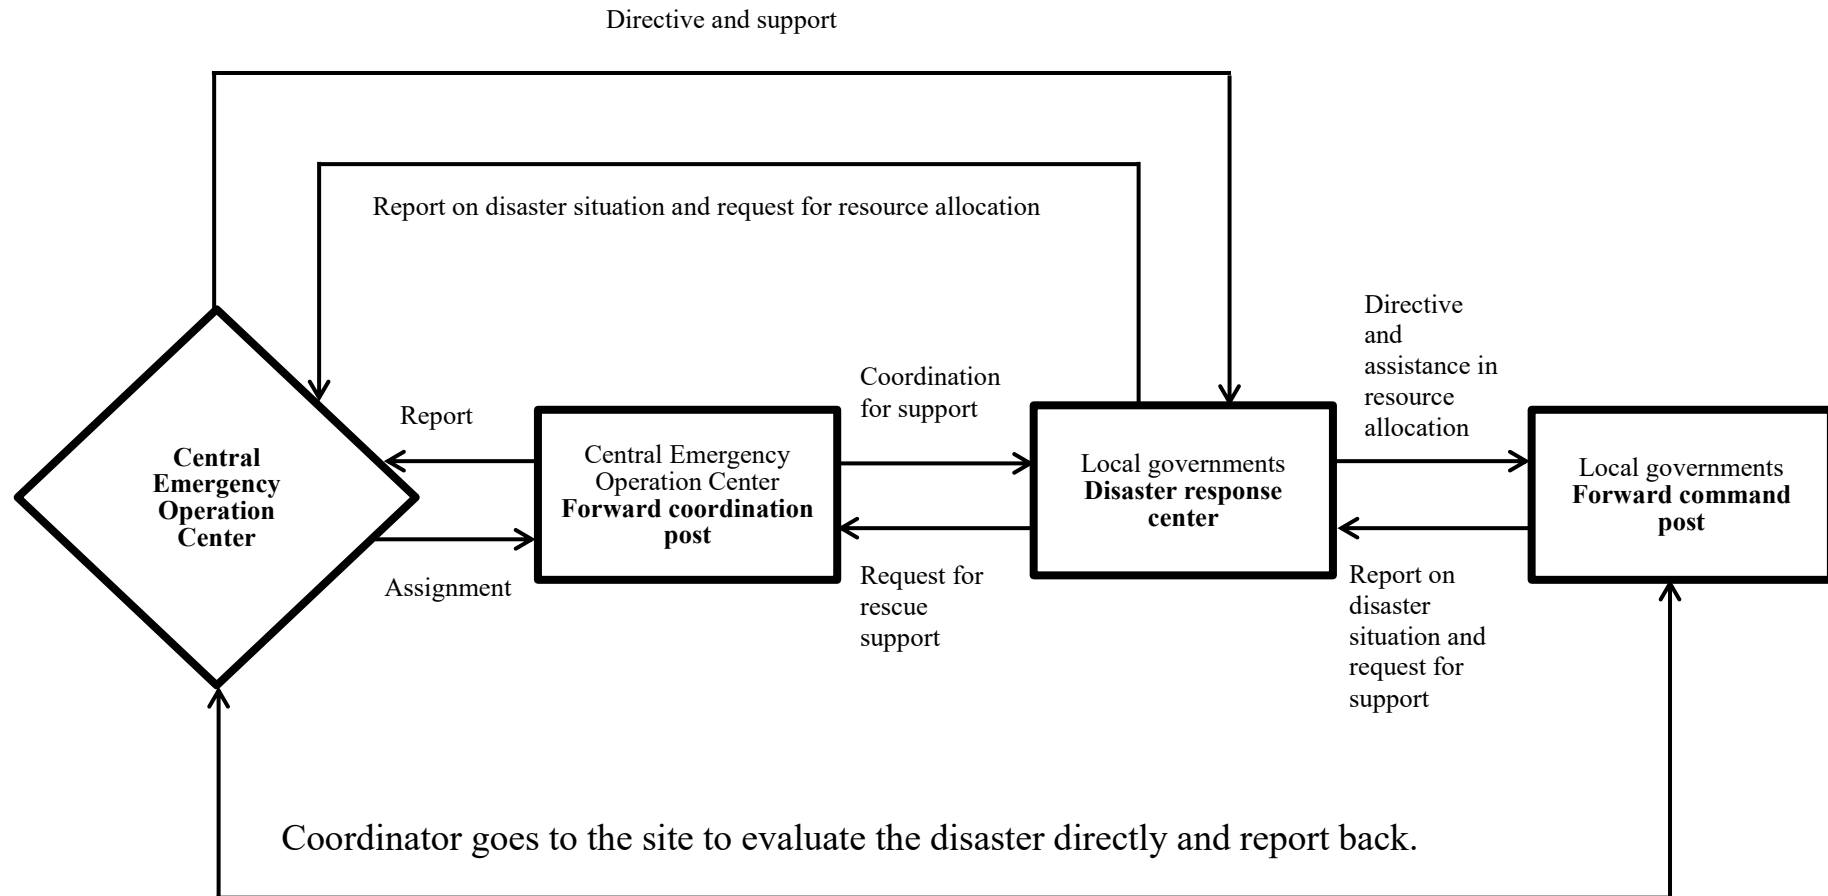 Directive and support
Report on disaster situation and request for resource allocation
Directive
and
assistance in
resource
allocation
Coordination
for support
Report
Central
Emergency
Operation
Center
Central Emergency
Operation Center
Forward coordination
post
Local governments
Disaster response
center
Local governments
Forward command
post
Assignment
Request for
rescue
support
Report on
disaster
situation and
request for
support
Coordinator goes to the site to evaluate the disaster directly and report back.